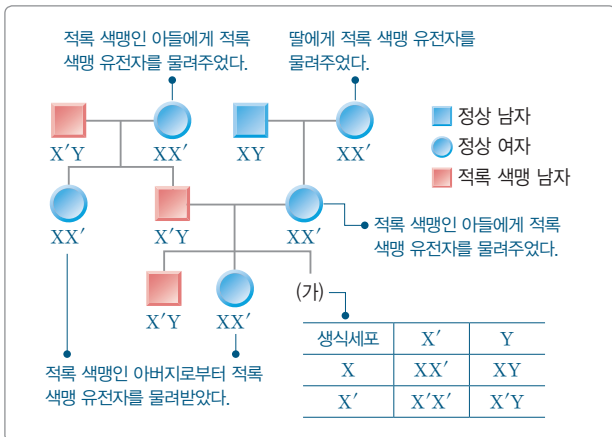 적록 색맹인 아들에게 적록
색맹 유전자를 물려주었다.
딸에게 적록 색맹 유전자를
물려주었다.
X′Y
XX′
XY
XX′
정상 남자
정상 여자
적록 색맹 남자
XX′
X′Y
XX′
적록 색맹인 아들에게 적록
색맹 유전자를 물려주었다.
X′Y
XX′
(가)
적록 색맹인 아버지로부터 적록
색맹 유전자를 물려받았다.
생식세포 X′ Y
X XX′ XY
X′ X′X′ X′Y